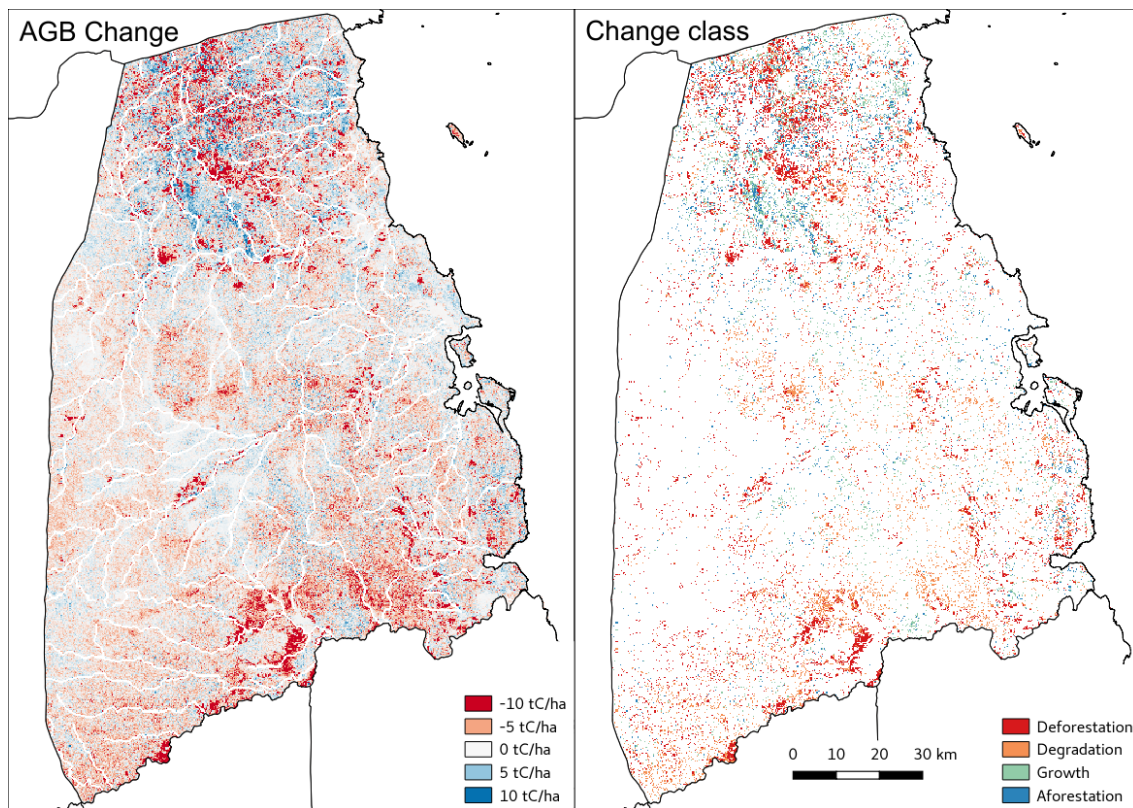 AGB Change
-10 tC/ha
-5 tC/ha
0 tC/ha
5 tC/ha
10 tC/ha
Change class
Deforestation
Degradation
Growth
Aforestation
0 10 20 30 km